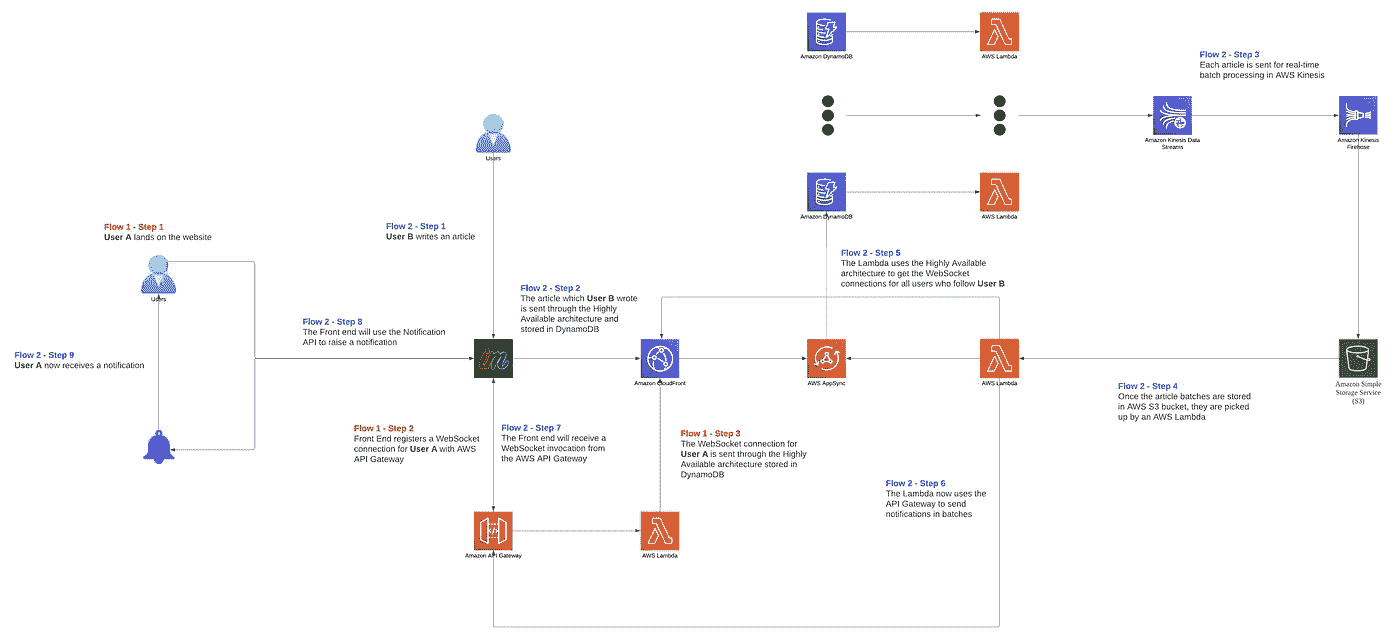 Amazon DynamoDB
AWS Lambda
Flow 2 - Step 3
Each article is sent for real-time
batch processing in AWS Kinesis
Users
Amazon Kinesis Data
Streams
Amazon Kinesis
Firehose
Amazon DynamoDB
AWS Lambda
Flow 1 - Step 1
User A lands on the website
Flow 2 - Step 1
User B writes an article
Flow 2 - Step 5
The Lambda uses the Highly Available
architecture to get the WebSocket
connections for all users who follow User B
Users
Flow 2 - Step 2
The article which User B wrote
is sent through the Highly
Available architecture and
stored in DynamoDB
Flow 2 - Step 8
The Front end will use the Notification
API to raise a notification
Flow 2 - Step 9
User A now receives a notification
im
Amazon CloudFront
AWS AppSync
AWS Lambda
Flow 2 - Step 4
Once the article batches are stored
in AWS S3 bucket, they are picked
up by an AWS Lambda
Amazon Simple
Storage Service
(S3)
Flow 1 - Step 2
Front End registers a WebSocket
connection for User A with AWS
API Gateway
Flow 2 - Step 7
The Front end will receive a
WebSocket invocation from
the AWS API Gateway
Flow 1 - Step 3
The WebSocket connection for
User A is sent through the Highly
Available architecture stored in
DynamoDB
Flow 2 - Step 6
The Lambda now uses the
API Gateway to send
notifications in batches
Amazon API Gateway
AWS Lambda